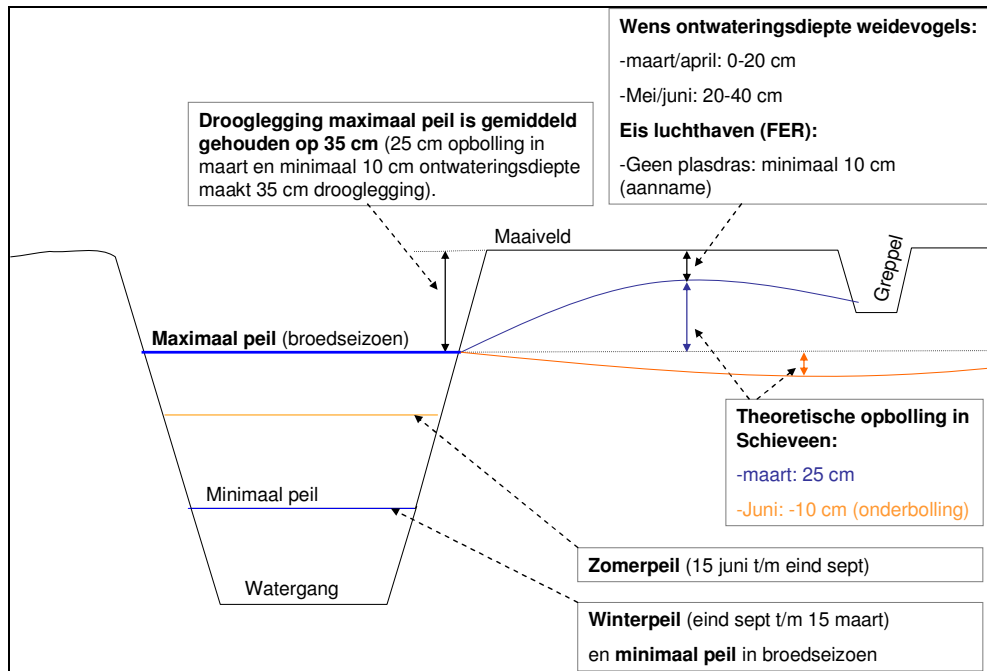 Wens ontwateringsdiepte weidevogels:
-maart/april: 0-20 cm
-Mei/juni: 20-40 cm
Eis luchthaven (FER):
-Geen plasdras: minimaal 10 cm
(aanname)
Drooglegging maximaal peil is gemiddeld
gehouden op 35 cm (25 cm opbolling in
maart en minimaal 10 cm ontwateringsdiepte
maakt 35 cm drooglegging).
Maaiveld
Greppel
Maximaal peil (broedseizoen)
Theoretische opbolling in
Schieveen:
-maart: 25 cm
-Juni: -10 cm (onderbolling)
Minimaal peil
Watergang
Zomerpeil (15 juni t/m eind sept)
Winterpeil (eind sept t/m 15 maart)
en minimaal peil in broedseizoen